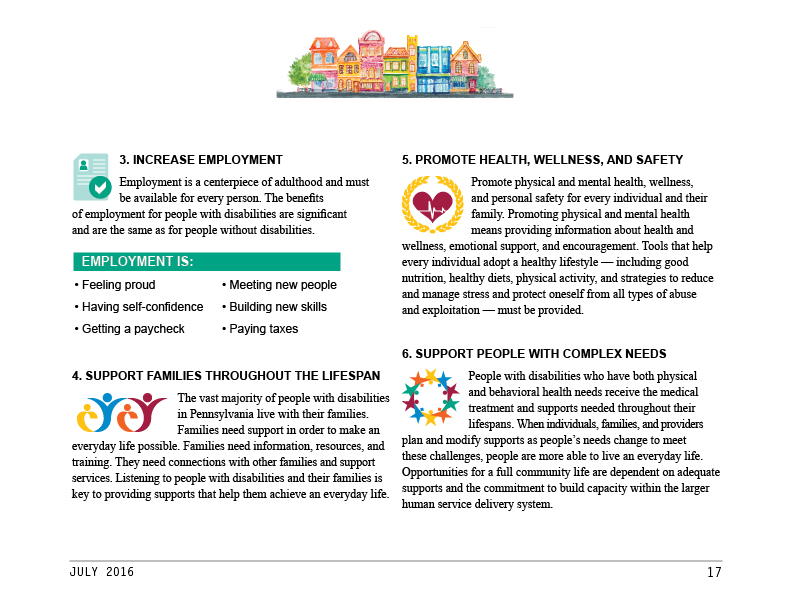 3. INCREASE EMPLOYMENT
Employment is a centerpiece of adulthood and must
be available for every person. The benefits
of employment for people with disabilities are significant
and are the same as for people without disabilities.
EMPLOYMENT IS:
• Feeling proud
• Having self-confidence
• Getting a paycheck
• Meeting new people
• Building new skills
• Paying taxes
4. SUPPORT FAMILIES THROUGHOUT THE LIFESPAN
The vast majority of people with disabilities
in Pennsylvania live with their families.
Families need support in order to make an
everyday life possible. Families need information, resources, and
training. They need connections with other families and support
services. Listening to people with disabilities and their families is
key to providing supports that help them achieve an everyday life.
5. PROMOTE HEALTH, WELLNESS, AND SAFETY
Promote physical and mental health, wellness,
and personal safety for every individual and their
family. Promoting physical and mental health
means providing information about health and
wellness, emotional support, and encouragement. Tools that help
every individual adopt a healthy lifestyle — including good
nutrition, healthy diets, physical activity, and strategies to reduce
and manage stress and protect oneself from all types of abuse
and exploitation — must be provided.
6. SUPPORT PEOPLE WITH COMPLEX NEEDS
People with disabilities who have both physical
and behavioral health needs receive the medical
treatment and supports needed throughout their
lifespans. When individuals, families, and providers
plan and modify supports as people’s needs change to meet
these challenges, people are more able to live an everyday life.
Opportunities for a full community life are dependent on adequate
supports and the commitment to build capacity within the larger
human service delivery system.
JULY 2016
17